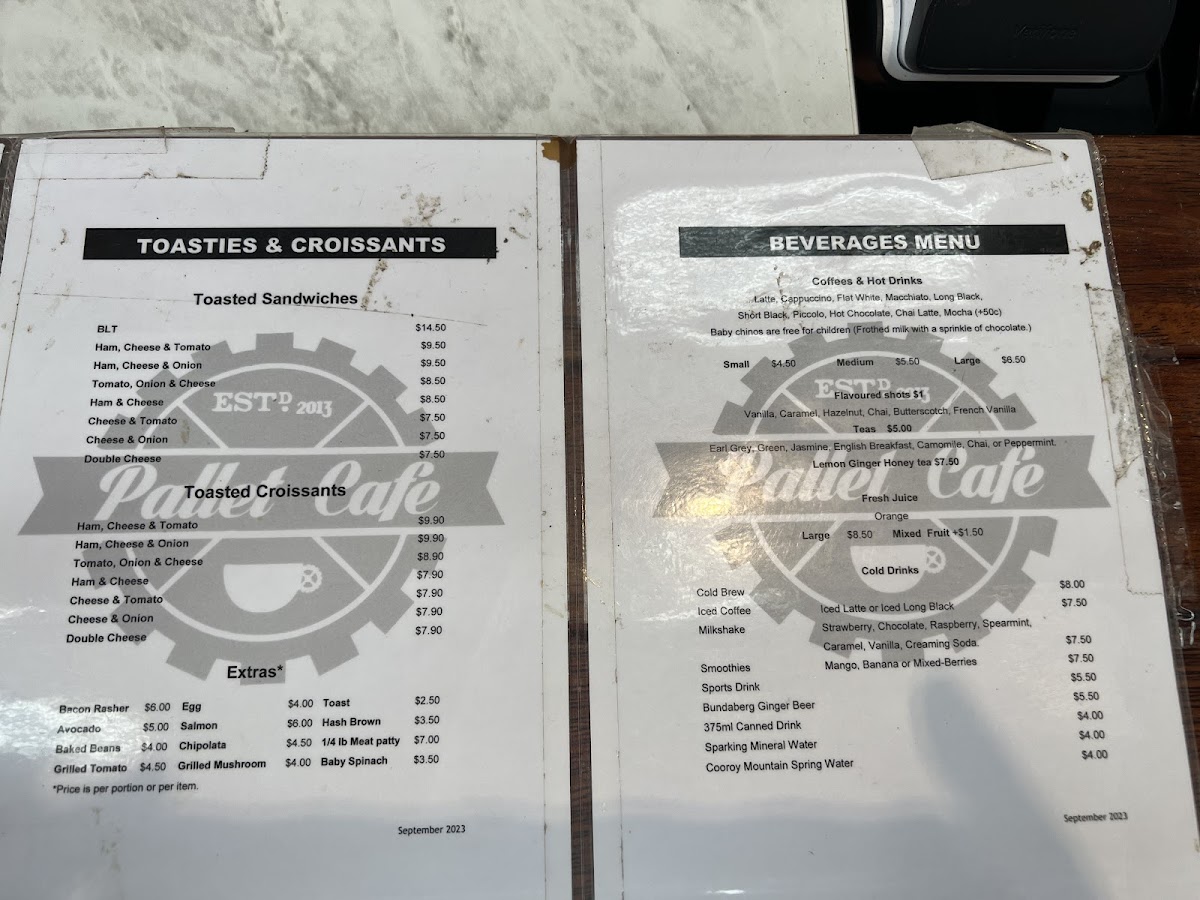 TOASTIES & CROISSANTS
Toasted Sandwiches
BLT $14.50
Ham, Cheese & Tomato $9.50
Ham, Cheese & Onion $9.50
Tomato, Onion & Cheese $8.50
Ham & Cheese $8.50
Cheese & Tomato $7.50
Cheese & Onion $7.50
Double Cheese $7.50
ESTD. 2013
Pallet Cafe
Toasted Croissants
Ham, Cheese & Tomato $9.90
Ham, Cheese & Onion $9.90
Tomato, Onion & Cheese $8.90
Ham & Cheese $7.90
Cheese & Tomato $7.90
Cheese & Onion $7.90
Double Cheese $7.90
Extras*
Bacon Rasher $6.00 Egg $4.00 Toast $2.50
Avocado $5.00 Salmon $6.00 Hash Brown $3.50
Baked Beans $4.00 Chipolata $4.50 1/4 lb Meat patty $7.00
Grilled Tomato $4.50 Grilled Mushroom $4.00 Baby Spinach $3.50
*Price is per portion or per item.
September 2023
BEVERAGES MENU
Coffees & Hot Drinks
Latte, Cappuccino, Flat White, Macchiato, Long Black,
Short Black, Piccolo, Hot Chocolate, Chai Latte, Mocha (+50c)
Baby chinos are free for children (Frothed milk with a sprinkle of chocolate.)
Small $4.50 Medium $5.50 Large $6.50
ESTD. 2013
Flavoured shots $1
Vanilla, Caramel, Hazelnut, Chai, Butterscotch, French Vanilla
Teas $5.00
Earl Grey, Green, Jasmine, English Breakfast, Camomile, Chai, or Peppermint.
Lemon Ginger Honey tea $7.50
Pallet Cafe
Fresh Juice
Orange
Large $8.50 Mixed Fruit +$1.50
Cold Drinks
Cold Brew $8.00
Iced Coffee Iced Latte or Iced Long Black $7.50
Milkshake Strawberry, Chocolate, Raspberry, Spearmint,
Caramel, Vanilla, Creaming Soda. $7.50
Smoothies Mango, Banana or Mixed-Berries $7.50
Sports Drink $5.50
Bundaberg Ginger Beer $5.50
375ml Canned Drink $4.00
Sparking Mineral Water $4.00
Cooroy Mountain Spring Water $4.00
September 2023